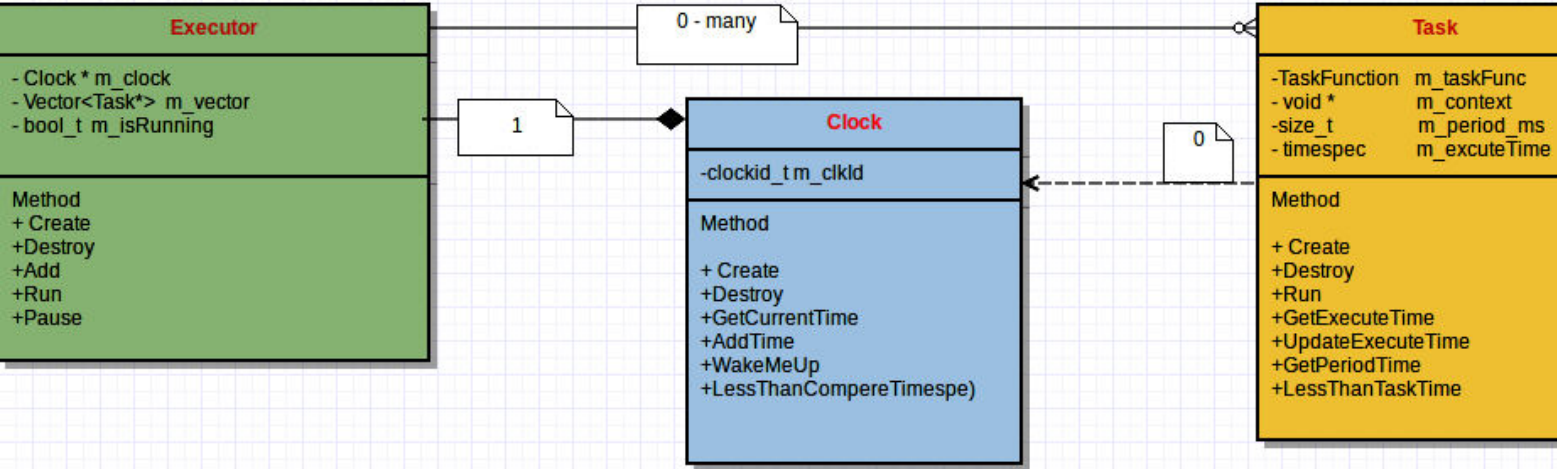 Executor
- Clock * m_clock
- Vector<Task*> m_vector
- bool_t m_isRunning
Method
+ Create
+Destroy
+Add
+Run
+Pause
0 - many
1
Clock
-clockid_t m_clkId
Method
+ Create
+Destroy
+GetCurrentTime
+AddTime
+WakeMeUp
+LessThanCompereTimespe)
0
Task
-TaskFunction m_taskFunc
- void * m_context
-size_t m_period_ms
- timespec m_excuteTime
Method
+ Create
+Destroy
+Run
+GetExecuteTime
+UpdateExecuteTime
+GetPeriodTime
+LessThanTaskTime